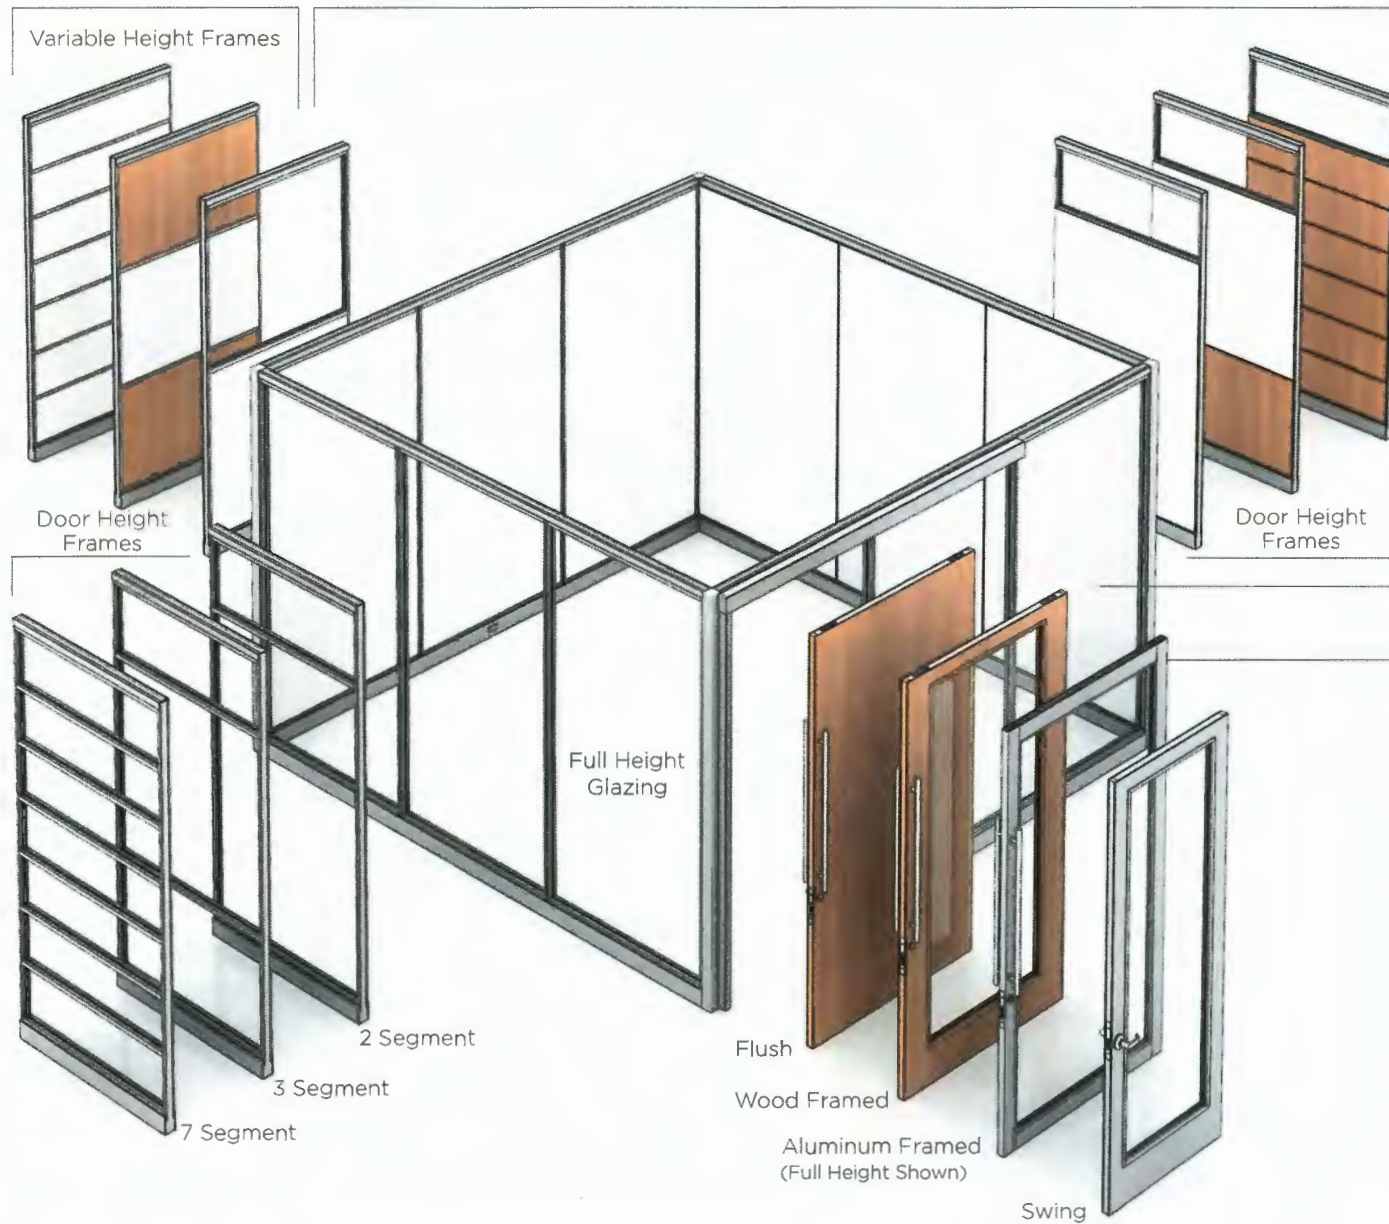 Variable Height Frames
Door Height
Frames
Door Height
Frames
Full Height
Glazing
2 Segment
3 Segment
7 Segment
Flush
Wood Framed
Aluminum Framed
(Full Height Shown)
Swing